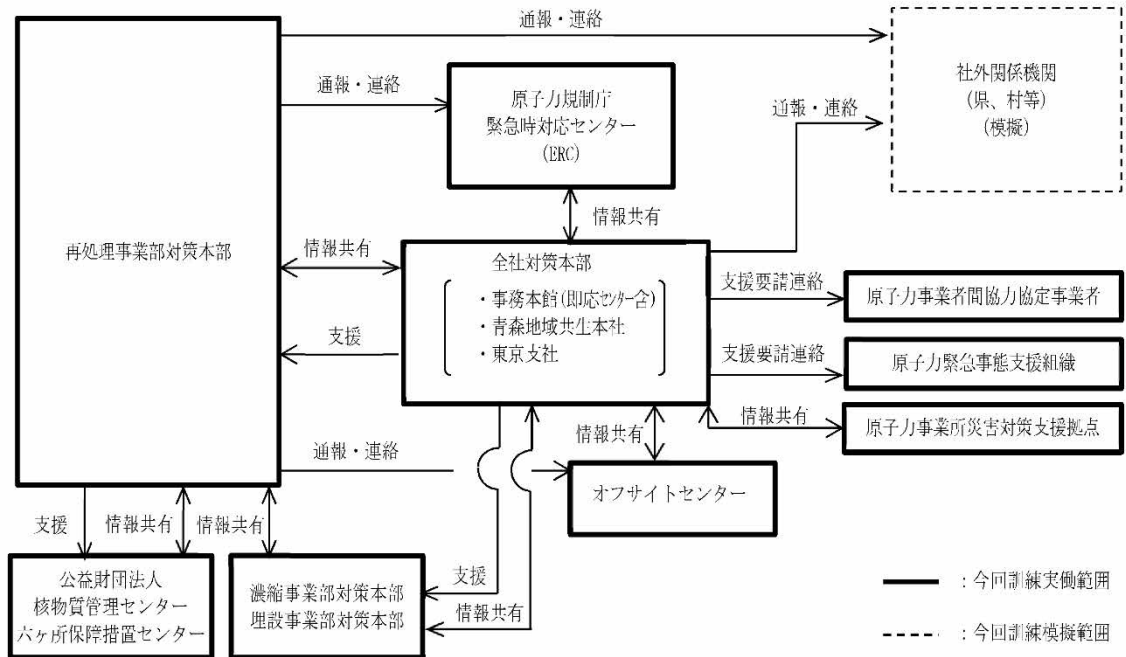 通報・連絡
社外関係機関
(県、村等)
(模擬)
通報・連絡
原子力規制庁
緊急時対応センター
(ERC)
通報・連絡
情報共有
再処理事業部対策本部
情報共有
全社対策本部
・事務本館(即応センター含)
・青森地域共生本社
・東京支社
支援要請連絡
原子力事業者間協力協定事業者
支援
支援要請連絡
原子力緊急事態支援組織
情報共有
原子力事業所災害対策支援拠点
情報共有
通報・連絡
オフサイトセンター
支援
情報共有
情報共有
公益財団法人
核物質管理センター
六ヶ所保障措置センター
濃縮事業部対策本部
埋設事業部対策本部
支援
情報共有
:今回訓練実働範囲
:今回訓練模擬範囲